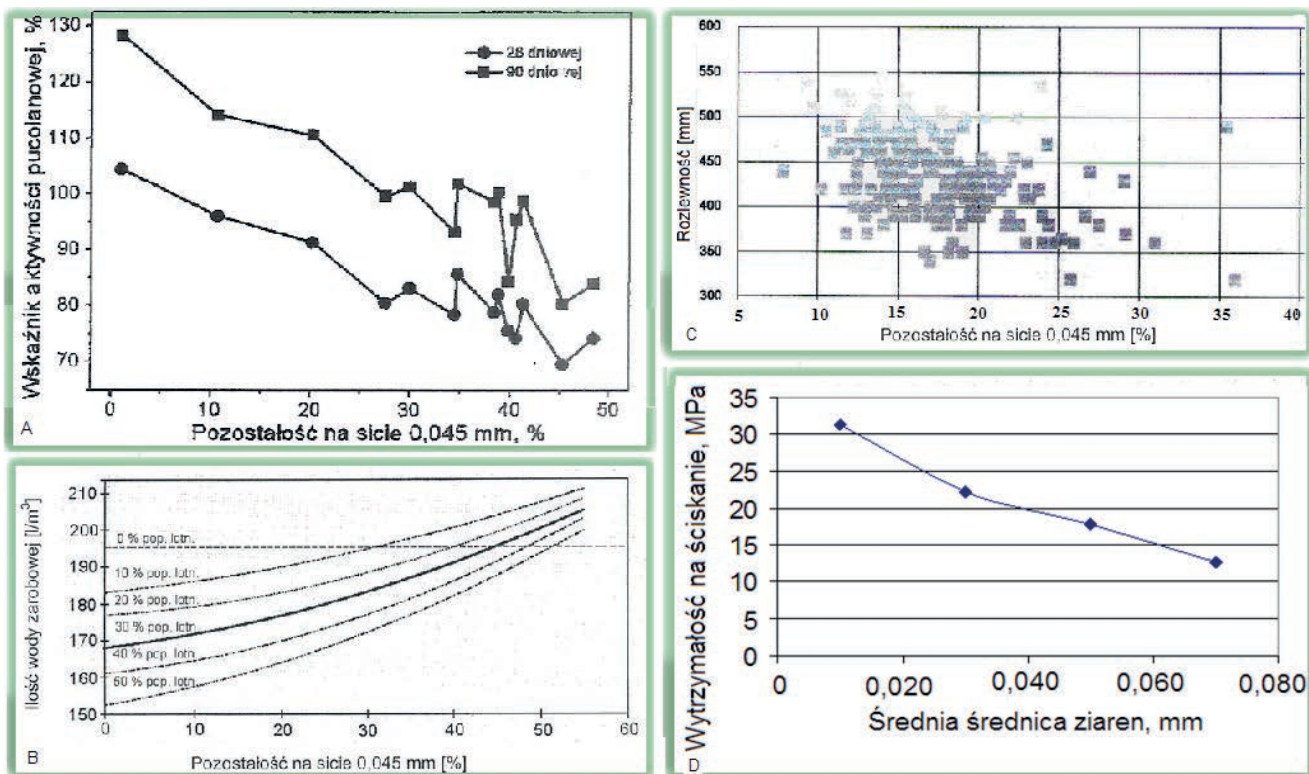 Wskaźnik aktywności pucolanowej, %
130
120
110
100
90
80
70
28 dniowej
90 dniowej
0 10 20 30 40 50
A
Pozostałość na sicie 0,045 mm, %
Rozlewność [mm]
600
550
500
450
400
350
300
5 10 15 20 25 30 35 40
C
Pozostałość na sicie 0,045 mm [%]
Ilość wody zarobowej [l/m³]
210
200
190
180
170
160
150
0 % pop. lotn.
10 % pop. lotn.
20 % pop. lotn.
30 % pop. lotn.
40 % pop. lotn.
50 % pop. lotn.
0 10 20 30 40 50 60
B
Pozostałość na sicie 0,045 mm [%]
Wytrzymałość na ściskanie, MPa
35
30
25
20
15
10
5
0
0 0,020 0,040 0,060 0,080
Średnia średnica ziaren, mm
D